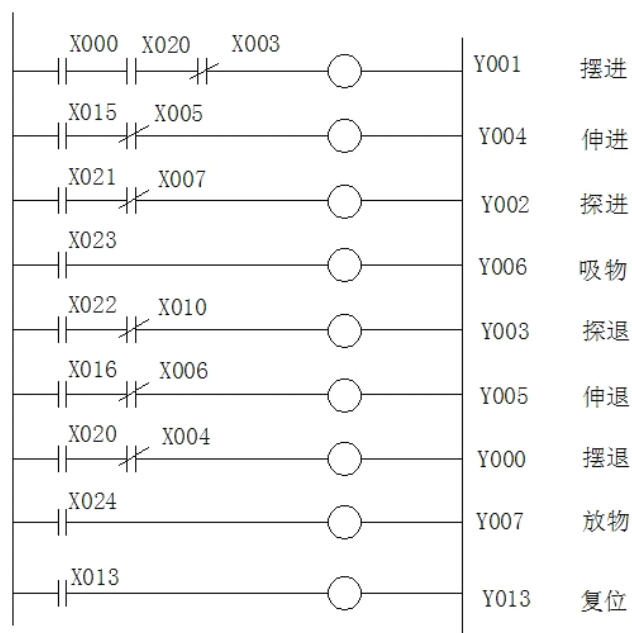 X000 X020 X003 Y001 摆进
X015 X005 Y004 伸进
X021 X007 Y002 探进
X023 Y006 吸物
X022 X010 Y003 探退
X016 X006 Y005 伸退
X020 X004 Y000 摆退
X024 Y007 放物
X013 Y013 复位